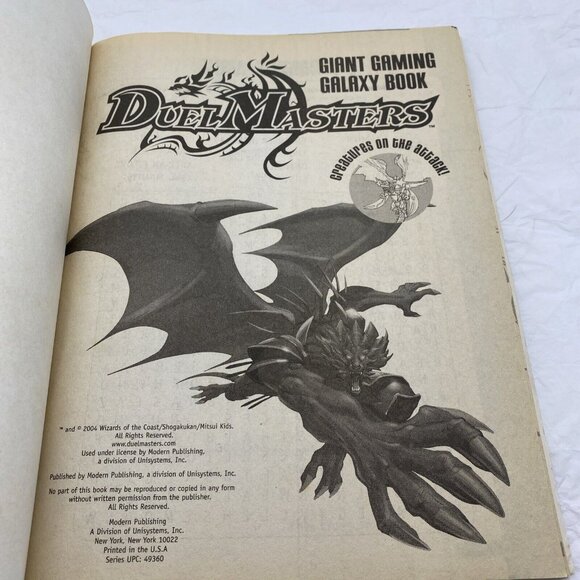 GIANT GAMING
GALAXY BOOK
DUEL MASTERS™
CREATURES ON THE ATTACK!
™ and © 2004 Wizards of the Coast/Shogakukan/Mitsui Kids.
All Rights Reserved.
www.duelmasters.com
Used under license by Modern Publishing,
a division of Unisystems, Inc.
Published by Modern Publishing, a division of Unisystems, Inc.
No part of this book may be reproduced or copied in any form
without written permission from the publisher.
All Rights Reserved.
Modern Publishing
A Division of Unisystems, Inc.
New York, New York 10022
Printed in the U.S.A
Series UPC: 49360